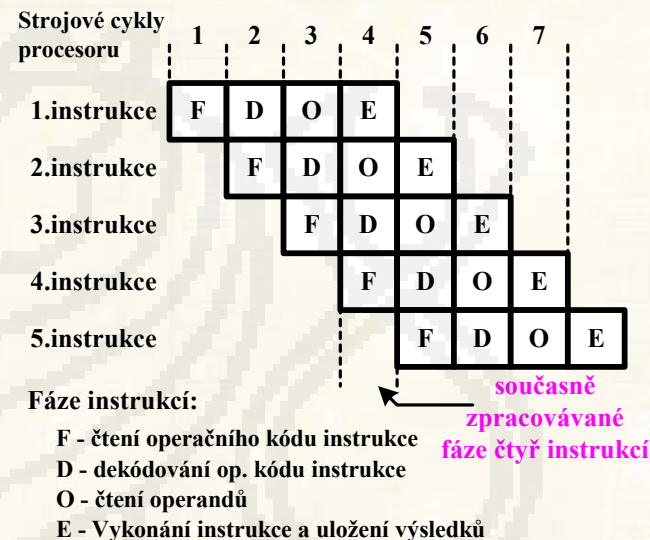 Strojové cykly
procesoru
1 2 3 4 5 6 7
1.instrukce F D O E
2.instrukce F D O E
3.instrukce F D O E
4.instrukce F D O E
5.instrukce F D O E
současně
zpracovávané
fáze čtyř instrukcí
Fáze instrukcí:
F - čtení operačního kódu instrukce
D - dekódování op. kódu instrukce
O - čtení operandů
E - Vykonání instrukce a uložení výsledků